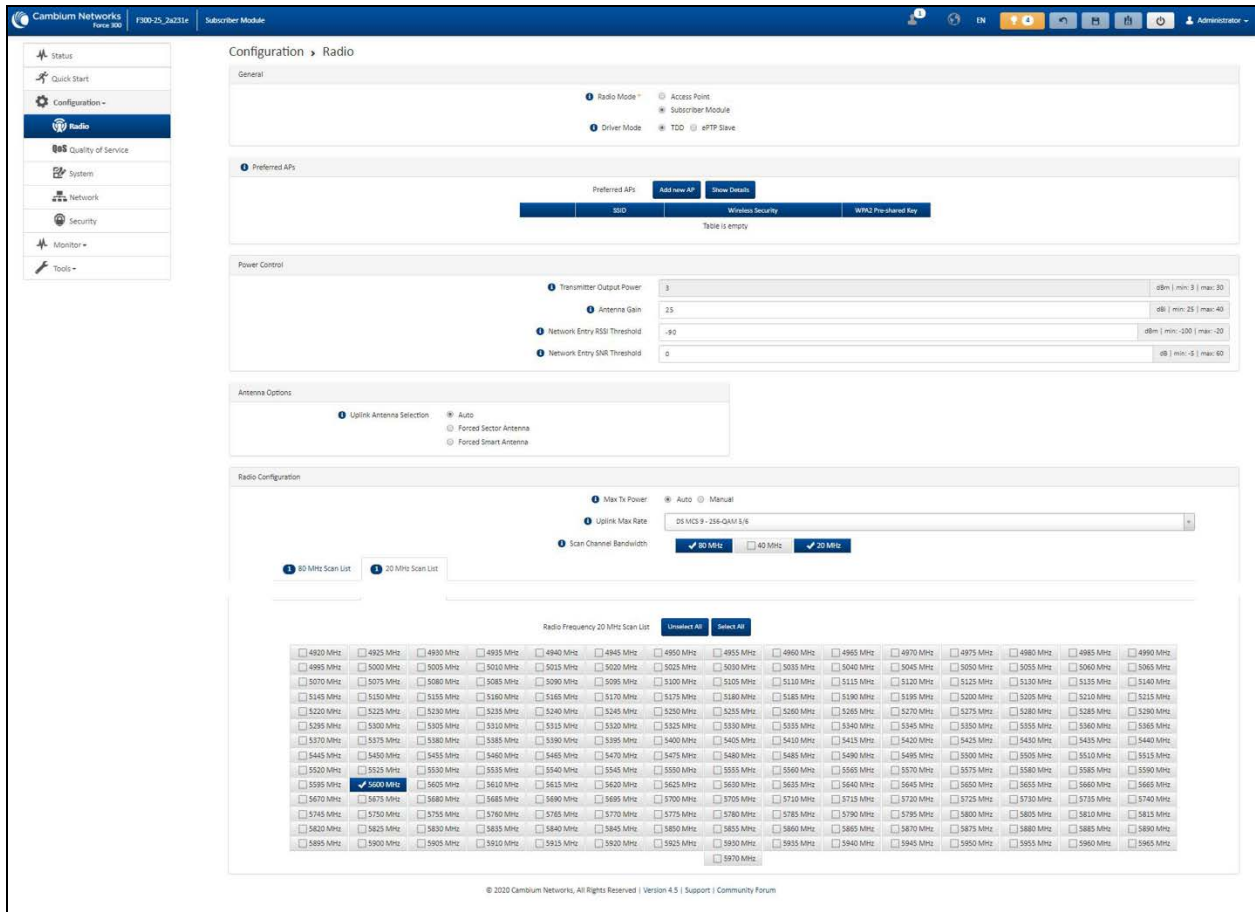 Cambium Networks
Force 300
F300-25_2a231e
Subscriber Module
1
EN
4
Administrator
Status
Quick Start
Configuration
Radio
QoS Quality of Service
System
Network
Security
Monitor
Tools
Configuration > Radio
General
Radio Mode *
Access Point
Subscriber Module
Driver Mode TDD ePTP Slave
Preferred APs
Preferred APs Add new AP Show Details
SSID Wireless Security WPA2 Pre-shared Key
Table is empty
Power Control
Transmitter Output Power 3 dBm | min: 3 | max: 30
Antenna Gain 25 dBi | min: 25 | max: 40
Network Entry RSSI Threshold -90 dBm | min: -100 | max: -20
Network Entry SNR Threshold 0 dB | min: -5 | max: 60
Antenna Options
Uplink Antenna Selection Auto
Forced Sector Antenna
Forced Smart Antenna
Radio Configuration
Max Tx Power Auto Manual
Uplink Max Rate DS MCS 9 - 256-QAM 5/6
Scan Channel Bandwidth 80 MHz 40 MHz 20 MHz
1 80 MHz Scan List 1 20 MHz Scan List
Radio Frequency 20 MHz Scan List Unselect All Select All
4920 MHz 4925 MHz 4930 MHz 4935 MHz 4940 MHz 4945 MHz 4950 MHz 4955 MHz 4960 MHz 4965 MHz 4970 MHz 4975 MHz 4980 MHz 4985 MHz 4990 MHz
4995 MHz 5000 MHz 5005 MHz 5010 MHz 5015 MHz 5020 MHz 5025 MHz 5030 MHz 5035 MHz 5040 MHz 5045 MHz 5050 MHz 5055 MHz 5060 MHz 5065 MHz
5070 MHz 5075 MHz 5080 MHz 5085 MHz 5090 MHz 5095 MHz 5100 MHz 5105 MHz 5110 MHz 5115 MHz 5120 MHz 5125 MHz 5130 MHz 5135 MHz 5140 MHz
5145 MHz 5150 MHz 5155 MHz 5160 MHz 5165 MHz 5170 MHz 5175 MHz 5180 MHz 5185 MHz 5190 MHz 5195 MHz 5200 MHz 5205 MHz 5210 MHz 5215 MHz
5220 MHz 5225 MHz 5230 MHz 5235 MHz 5240 MHz 5245 MHz 5250 MHz 5255 MHz 5260 MHz 5265 MHz 5270 MHz 5275 MHz 5280 MHz 5285 MHz 5290 MHz
5295 MHz 5300 MHz 5305 MHz 5310 MHz 5315 MHz 5320 MHz 5325 MHz 5330 MHz 5335 MHz 5340 MHz 5345 MHz 5350 MHz 5355 MHz 5360 MHz 5365 MHz
5370 MHz 5375 MHz 5380 MHz 5385 MHz 5390 MHz 5395 MHz 5400 MHz 5405 MHz 5410 MHz 5415 MHz 5420 MHz 5425 MHz 5430 MHz 5435 MHz 5440 MHz
5445 MHz 5450 MHz 5455 MHz 5460 MHz 5465 MHz 5470 MHz 5475 MHz 5480 MHz 5485 MHz 5490 MHz 5495 MHz 5500 MHz 5505 MHz 5510 MHz 5515 MHz
5520 MHz 5525 MHz 5530 MHz 5535 MHz 5540 MHz 5545 MHz 5550 MHz 5555 MHz 5560 MHz 5565 MHz 5570 MHz 5575 MHz 5580 MHz 5585 MHz 5590 MHz
5595 MHz 5600 MHz 5605 MHz 5610 MHz 5615 MHz 5620 MHz 5625 MHz 5630 MHz 5635 MHz 5640 MHz 5645 MHz 5650 MHz 5655 MHz 5660 MHz 5665 MHz
5670 MHz 5675 MHz 5680 MHz 5685 MHz 5690 MHz 5695 MHz 5700 MHz 5705 MHz 5710 MHz 5715 MHz 5720 MHz 5725 MHz 5730 MHz 5735 MHz 5740 MHz
5745 MHz 5750 MHz 5755 MHz 5760 MHz 5765 MHz 5770 MHz 5775 MHz 5780 MHz 5785 MHz 5790 MHz 5795 MHz 5800 MHz 5805 MHz 5810 MHz 5815 MHz
5820 MHz 5825 MHz 5830 MHz 5835 MHz 5840 MHz 5845 MHz 5850 MHz 5855 MHz 5860 MHz 5865 MHz 5870 MHz 5875 MHz 5880 MHz 5885 MHz 5890 MHz
5895 MHz 5900 MHz 5905 MHz 5910 MHz 5915 MHz 5920 MHz 5925 MHz 5930 MHz 5935 MHz 5940 MHz 5945 MHz 5950 MHz 5955 MHz 5960 MHz 5965 MHz
5970 MHz
© 2020 Cambium Networks, All Rights Reserved | Version 4.5 | Support | Community Forum